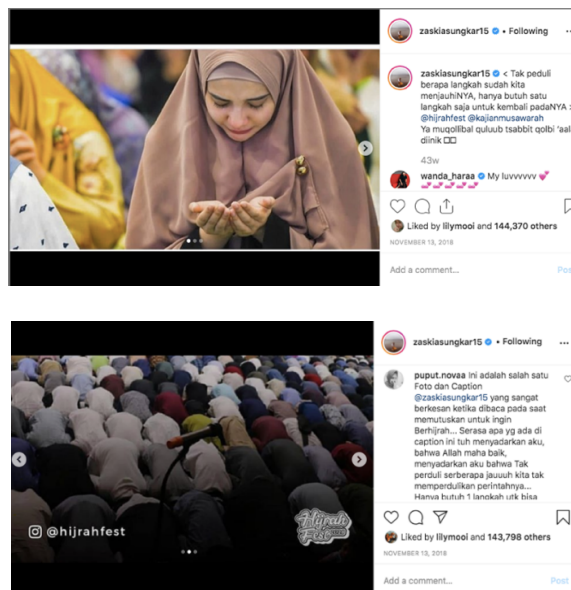 zaskiasungkar15 • Following
zaskiasungkar15 < Tak peduli
berapa langkah sudah kita
menjauhiNYA, hanya butuh satu
langkah saja untuk kembali padaNYA :
@hijrahfest @kajianmusawarah
Ya muqollibal quluub tsabbit qolbi 'aala
diinik □□
43w
wanda_haraa My luvvvvvv 💕
💕💕💕💕💕
Liked by lilymooi and 144,370 others
NOVEMBER 13, 2018
Add a comment...
zaskiasungkar15 • Following
puput.novaa Ini adalah salah satu
Foto dan Caption
@zaskiasungkar15 yang sangat
berkesan ketika dibaca pada saat
memutuskan untuk ingin
Berhijrah... Serasa apa yg ada di
caption ini tuh menyadarkan aku,
bahwa Allah maha baik,
menyadarkan aku bahwa Tak
perduli serberapa jauuuh kita tak
memperdulikan perintahnya...
Hanya butuh 1 langkah utk bisa
@hijrahfest
Hijrah
Fest
Liked by lilymooi and 143,798 others
NOVEMBER 13, 2018
Add a comment...
Post